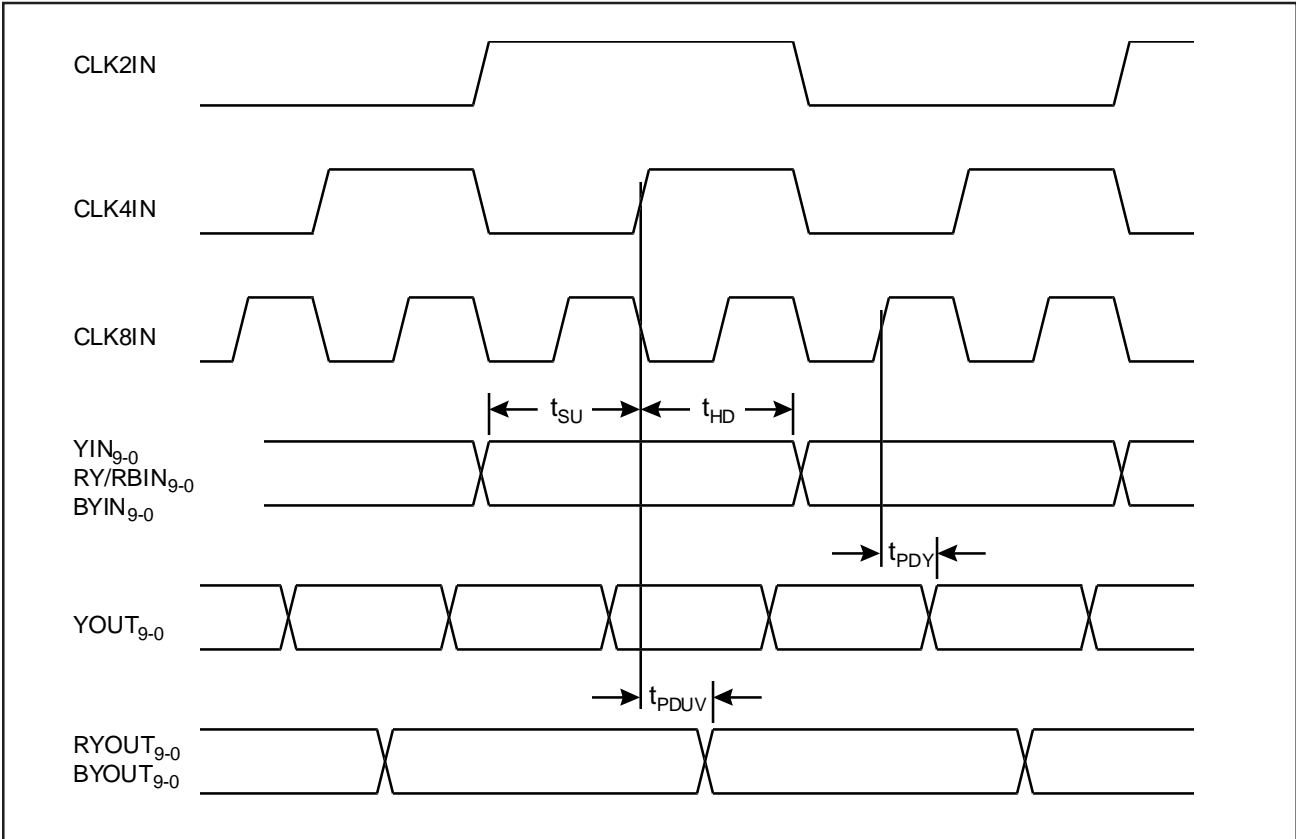 CLK2IN
CLK4IN
CLK8IN
tSU
tHD
YIN9-0
RY/RBIN9-0
BYIN9-0
tPDY
YOUT9-0
tPDUV
RYOUT9-0
BYOUT9-0